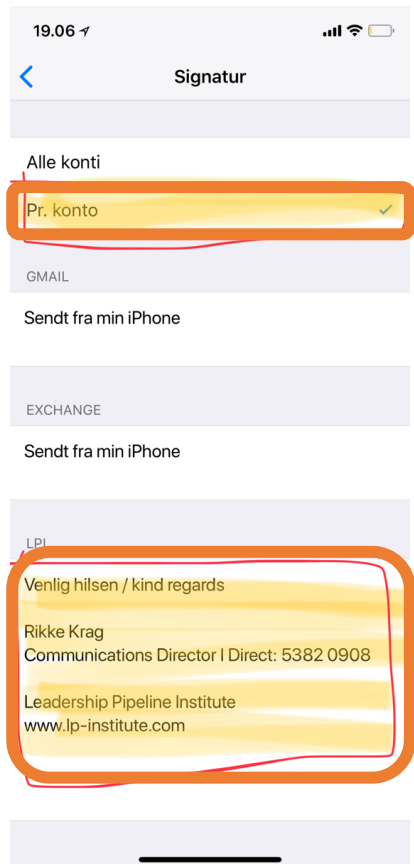 19.06
Signatur
Alle konti
Pr. konto
GMAIL
Sendt fra min iPhone
EXCHANGE
Sendt fra min iPhone
LPI
Venlig hilsen / kind regards
Rikke Krag
Communications Director I Direct: 5382 0908
Leadership Pipeline Institute
www.lp-institute.com